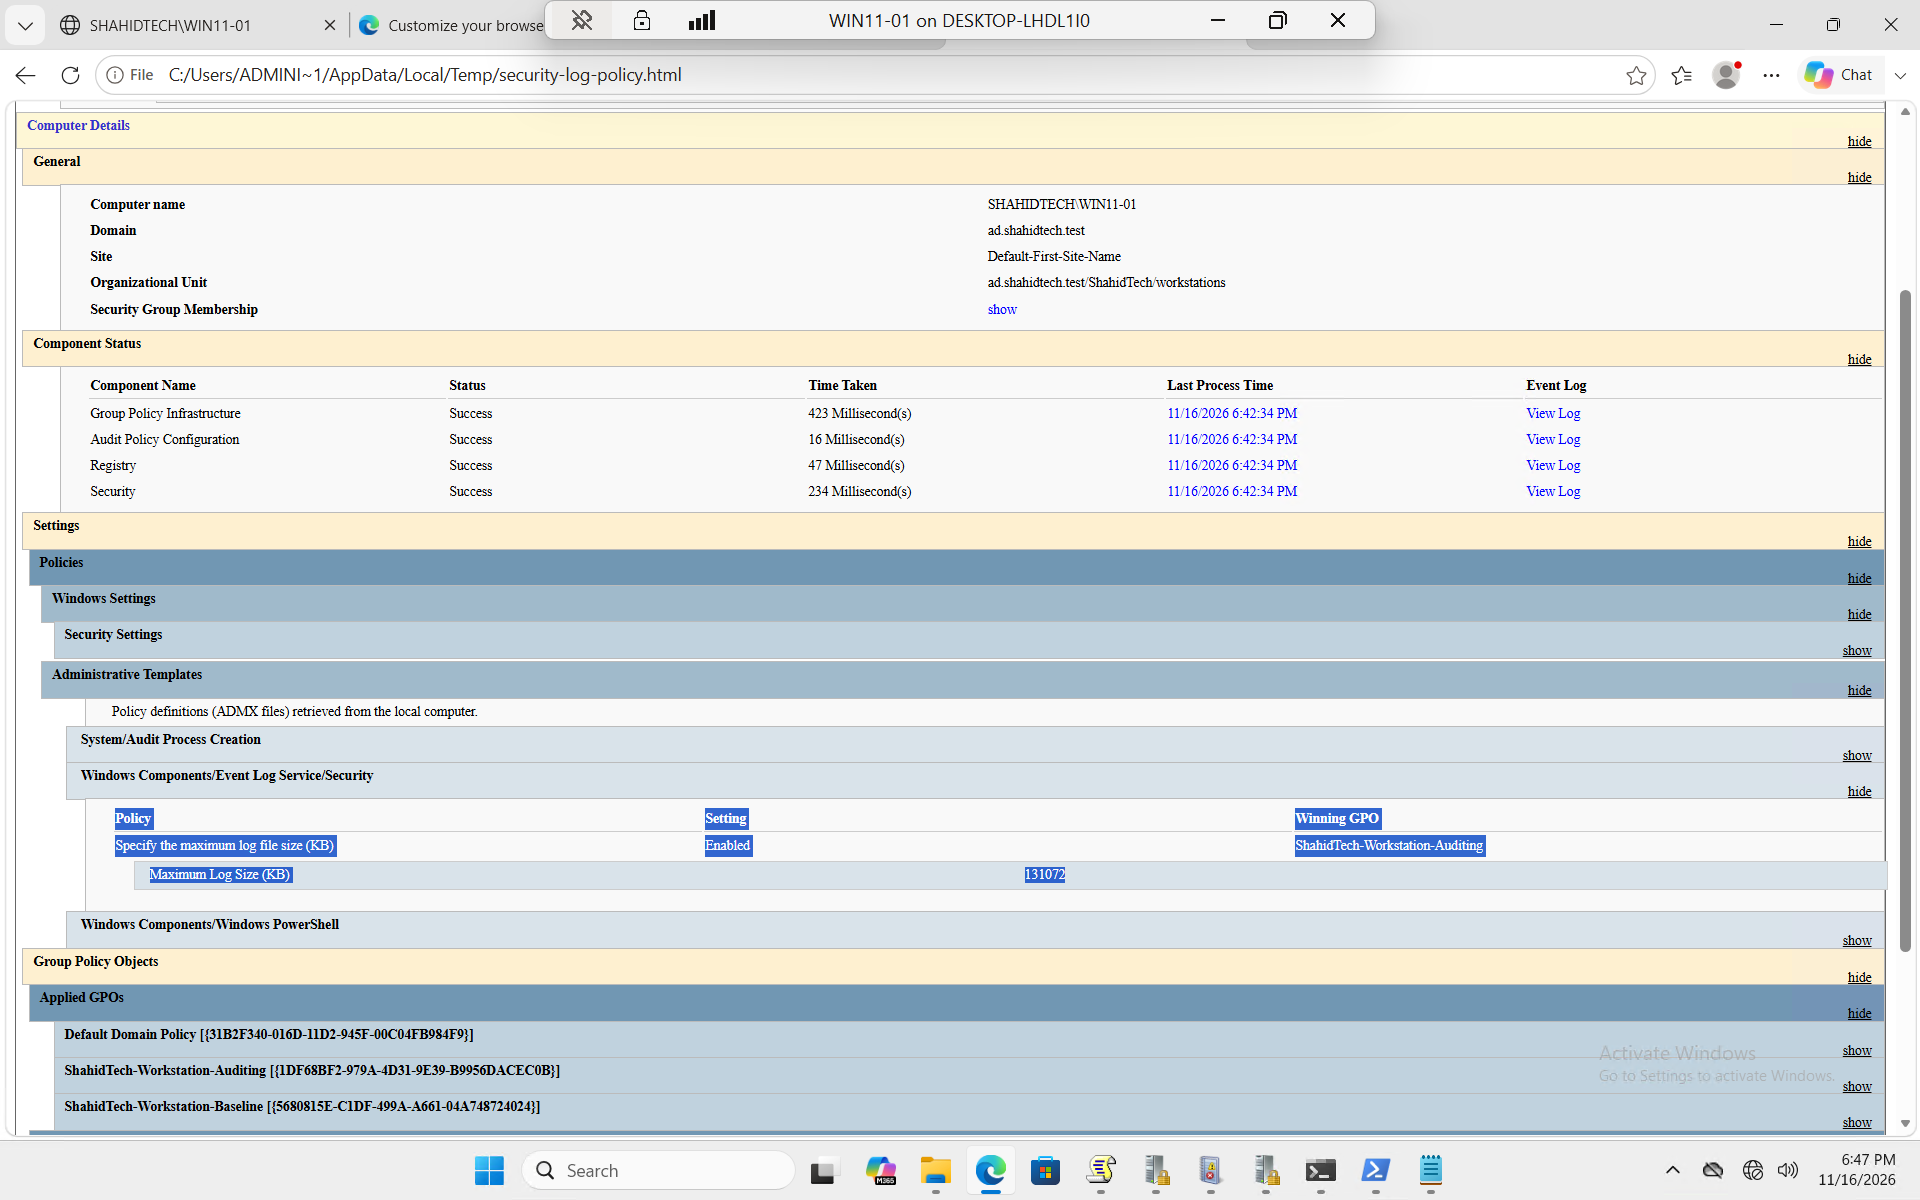 SHAHIDTECH\WIN11-01
Customize your browse
WIN11-01 on DESKTOP-LHDL1I0
File C:/Users/ADMINI~1/AppData/Local/Temp/security-log-policy.html
Chat
Computer Details
hide
General
hide
Computer name SHAHIDTECH\WIN11-01
Domain ad.shahidtech.test
Site Default-First-Site-Name
Organizational Unit ad.shahidtech.test/ShahidTech/workstations
Security Group Membership show
Component Status
hide
Component Name Status Time Taken Last Process Time Event Log
Group Policy Infrastructure Success 423 Millisecond(s) 11/16/2026 6:42:34 PM View Log
Audit Policy Configuration Success 16 Millisecond(s) 11/16/2026 6:42:34 PM View Log
Registry Success 47 Millisecond(s) 11/16/2026 6:42:34 PM View Log
Security Success 234 Millisecond(s) 11/16/2026 6:42:34 PM View Log
Settings
hide
Policies
hide
Windows Settings
hide
Security Settings
show
Administrative Templates
hide
Policy definitions (ADMX files) retrieved from the local computer.
System/Audit Process Creation
show
Windows Components/Event Log Service/Security
hide
Policy Setting Winning GPO
Specify the maximum log file size (KB) Enabled ShahidTech-Workstation-Auditing
Maximum Log Size (KB) 131072
Windows Components/Windows PowerShell
show
Group Policy Objects
hide
Applied GPOs
hide
Default Domain Policy [{31B2F340-016D-11D2-945F-00C04FB984F9}]
show
ShahidTech-Workstation-Auditing [{1DF68BF2-979A-4D31-9E39-B9956DACEC0B}]
show
ShahidTech-Workstation-Baseline [{5680815E-C1DF-499A-A661-04A748724024}]
show
Activate Windows
Go to Settings to activate Windows.
Search
M365
6:47 PM
11/16/2026